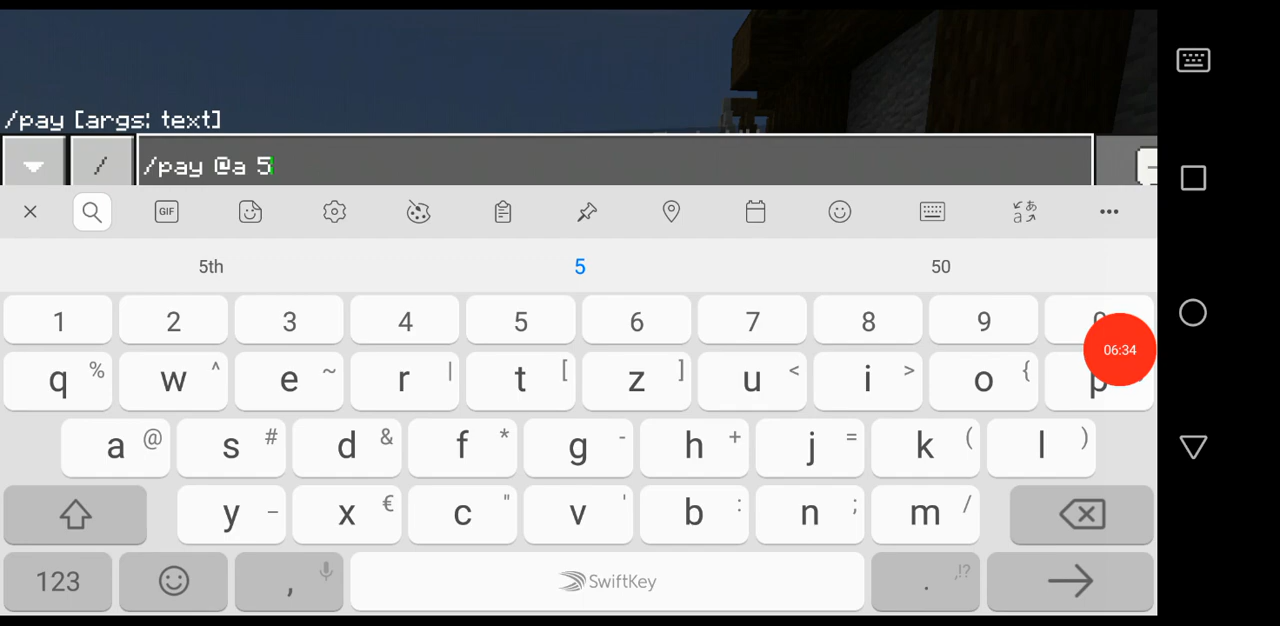 /pay [args: text]
/ /pay @a 5
GIF
5th 5 50
1 2 3 4 5 6 7 8 9
06:34
q % w ^ e ~ r | t [ z ] u < i > o { p
a @ s # d & f * g - h + j = k ( l )
y _ x € c " v ' b : n ; m /
123 , SwiftKey . ,!?